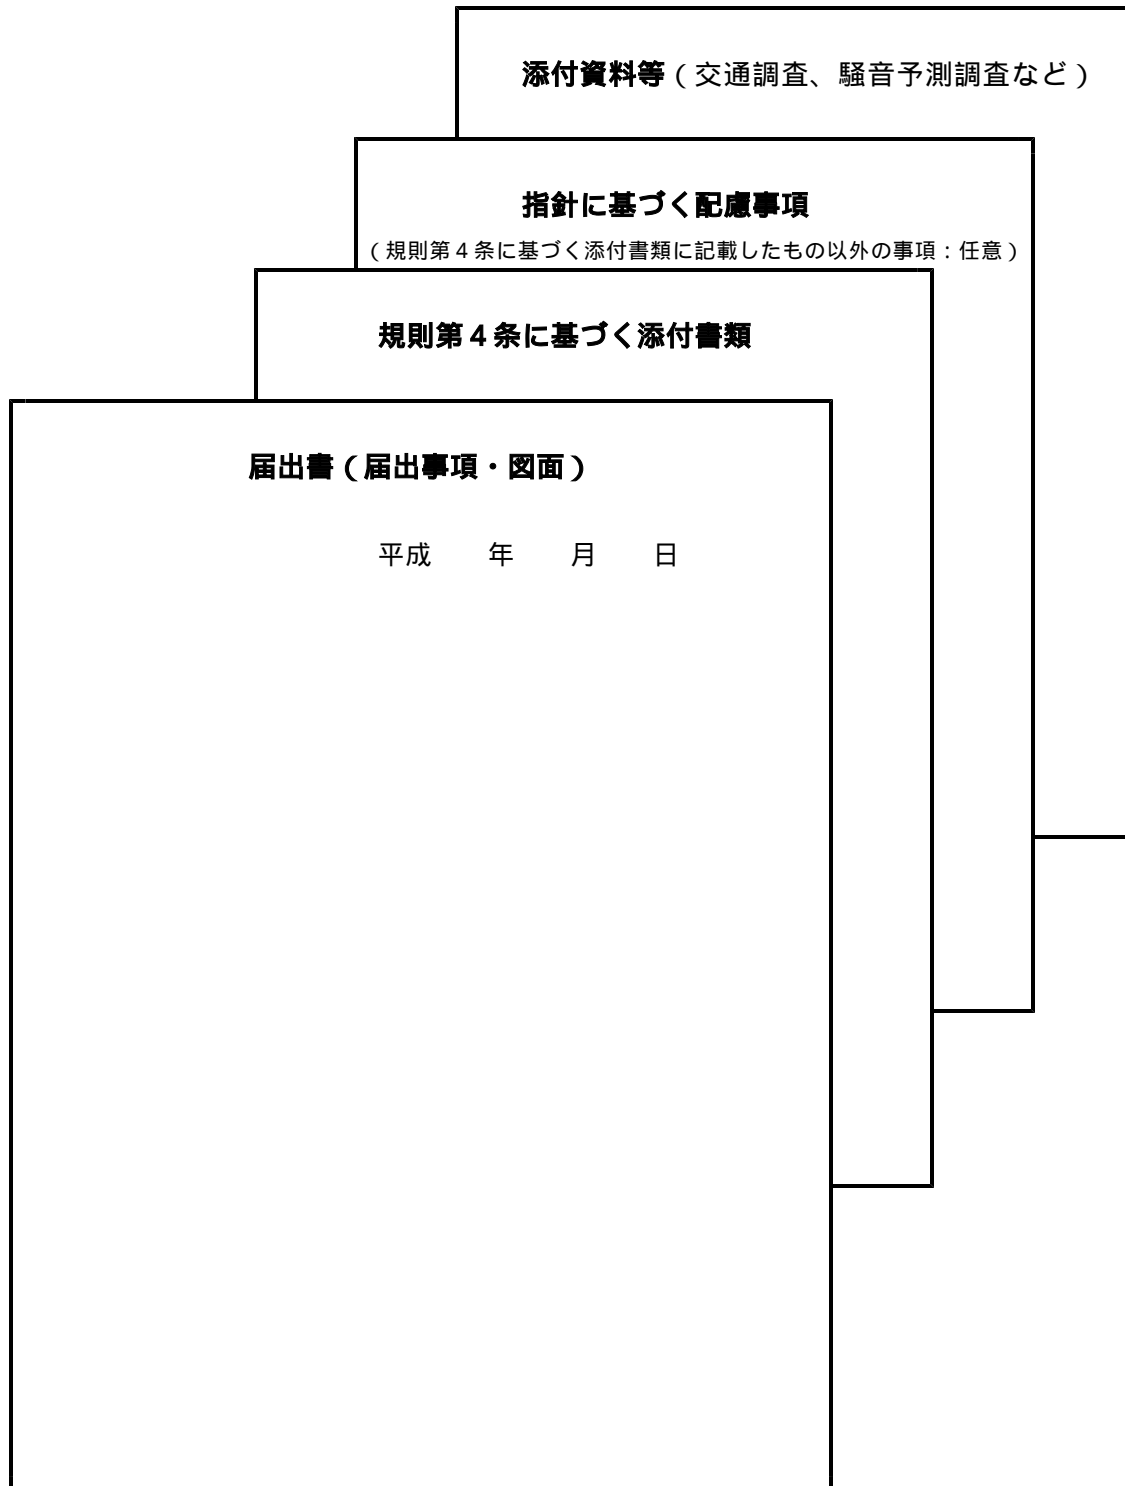 添付資料等（交通調査、騒音予測調査など）
指針に基づく配慮事項
（規則第４条に基づく添付書類に記載したもの以外の事項：任意）
規則第４条に基づく添付書類
届出書（届出事項・図面）
平成　　年　　月　　日